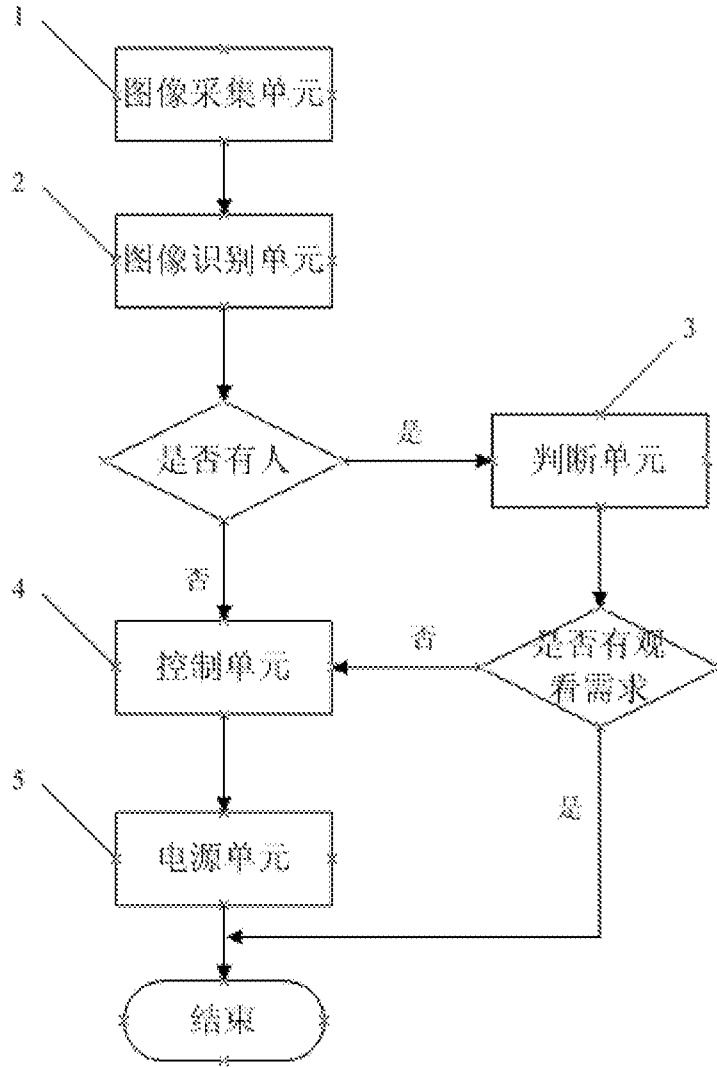 1
图像采集单元
2
图像识别单元
3
是否有人
是
判断单元
否
4
控制单元
否
是否有观
看需求
5
电源单元
是
结束